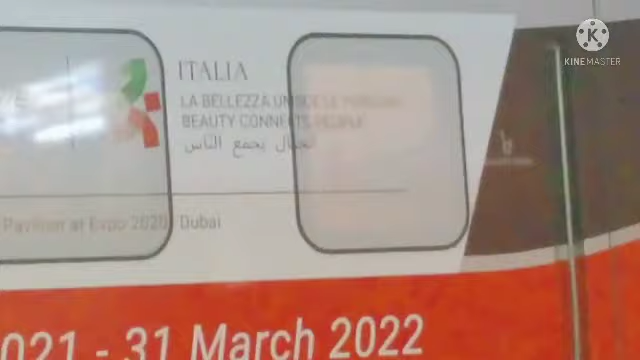 KINEMASTER
ITALIA
LA BELLEZZA UNISCE LE PERSONE
BEAUTY CONNECTS PEOPLE
الجمال يجمع الناس
Pavilion at Expo 2020 Dubai
021 - 31 March 2022